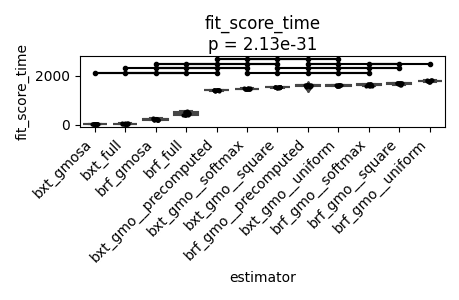 fit_score_time
p = 2.13e-31
fit_score_time
2000
0
bxt_gmosa
bxt_full
brf_gmosa
brf_full
bxt_gmo__precomputed
bxt_gmo__softmax
bxt_gmo__square
brf_gmo__precomputed
bxt_gmo__uniform
brf_gmo__softmax
brf_gmo__square
brf_gmo__uniform
estimator